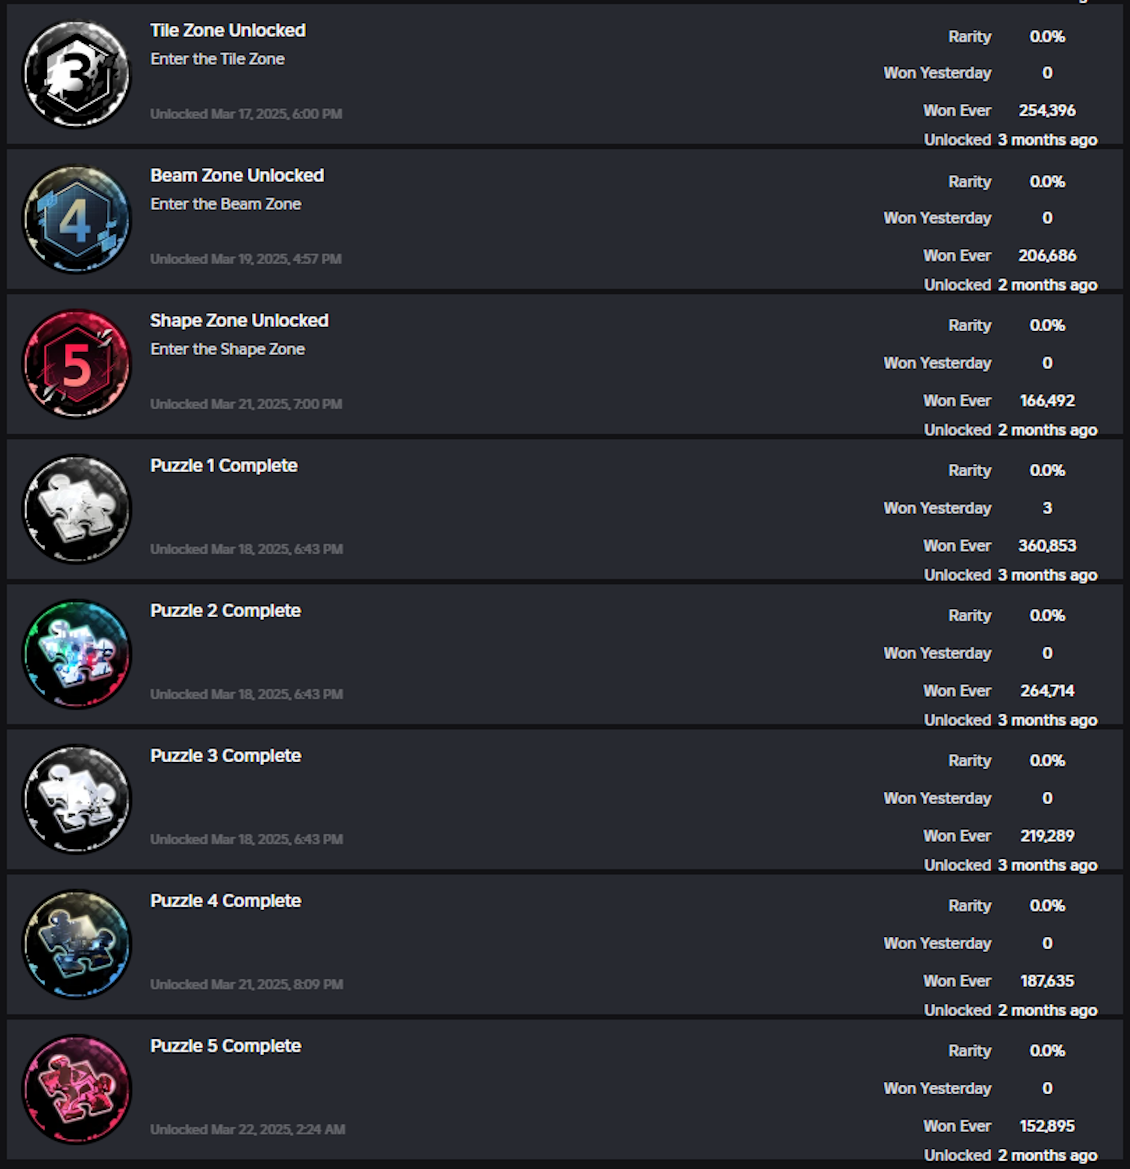 3
Tile Zone Unlocked
Enter the Tile Zone
Unlocked Mar 17, 2025, 6:00 PM
Rarity 0.0%
Won Yesterday 0
Won Ever 254,396
Unlocked 3 months ago
4
Beam Zone Unlocked
Enter the Beam Zone
Unlocked Mar 19, 2025, 4:57 PM
Rarity 0.0%
Won Yesterday 0
Won Ever 206,686
Unlocked 2 months ago
5
Shape Zone Unlocked
Enter the Shape Zone
Unlocked Mar 21, 2025, 7:00 PM
Rarity 0.0%
Won Yesterday 0
Won Ever 166,492
Unlocked 2 months ago
Puzzle 1 Complete
Unlocked Mar 18, 2025, 6:43 PM
Rarity 0.0%
Won Yesterday 3
Won Ever 360,853
Unlocked 3 months ago
Puzzle 2 Complete
Unlocked Mar 18, 2025, 6:43 PM
Rarity 0.0%
Won Yesterday 0
Won Ever 264,714
Unlocked 3 months ago
Puzzle 3 Complete
Unlocked Mar 18, 2025, 6:43 PM
Rarity 0.0%
Won Yesterday 0
Won Ever 219,289
Unlocked 3 months ago
Puzzle 4 Complete
Unlocked Mar 21, 2025, 8:09 PM
Rarity 0.0%
Won Yesterday 0
Won Ever 187,635
Unlocked 2 months ago
Puzzle 5 Complete
Unlocked Mar 22, 2025, 2:24 AM
Rarity 0.0%
Won Yesterday 0
Won Ever 152,895
Unlocked 2 months ago